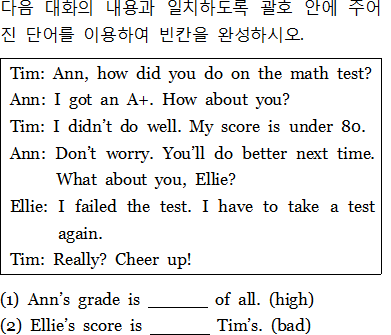 다음 대화의 내용과 일치하도록 괄호 안에 주어
진 단어를 이용하여 빈칸을 완성하시오.
Tim: Ann, how did you do on the math test?
Ann: I got an A+. How about you?
Tim: I didn't do well. My score is under 80.
Ann: Don't worry. You'll do better next time.
What about you, Ellie?
Ellie: I failed the test. I have to take a test
again.
Tim: Really? Cheer up!
(1) Ann's grade is ______ of all. (high)
(2) Ellie's score is ______ Tim's. (bad)